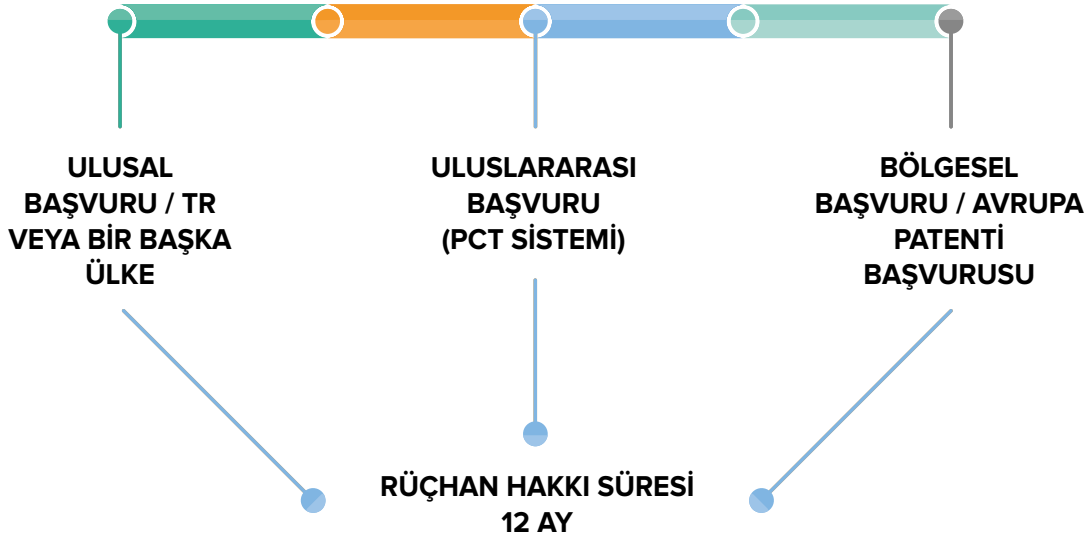 ULUSAL
BAŞVURU / TR
VEYA BİR BAŞKA
ÜLKE
ULUSLARARASI
BAŞVURU
(PCT SİSTEMİ)
BÖLGESEL
BAŞVURU / AVRUPA
PATENTİ
BAŞVURUSU
RÜÇHAN HAKKI SÜRESİ
12 AY